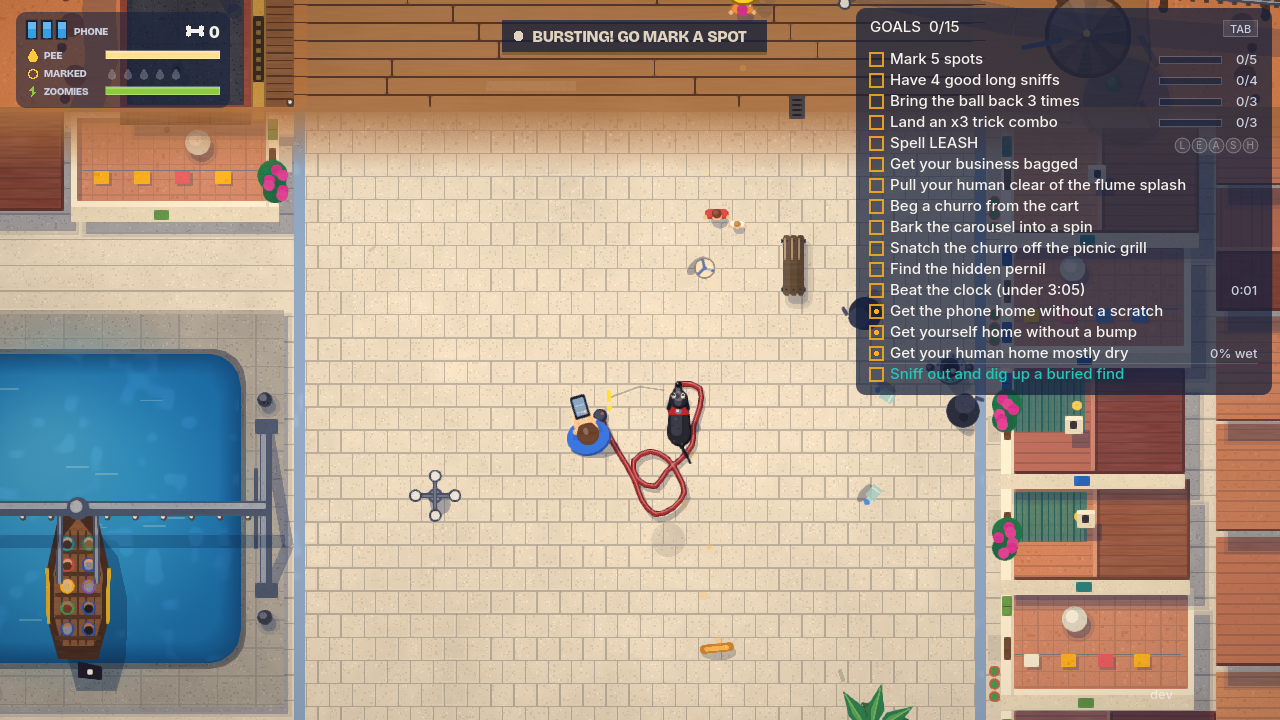 PHONE
0
PEE
MARKED
ZOOMIES
BURSTING! GO MARK A SPOT
GOALS 0/15
TAB
Mark 5 spots 0/5
Have 4 good long sniffs 0/4
Bring the ball back 3 times 0/3
Land an x3 trick combo 0/3
Spell LEASH L E A S H
Get your business bagged
Pull your human clear of the flume splash
Beg a churro from the cart
Bark the carousel into a spin
Snatch the churro off the picnic grill
Find the hidden pernil
Beat the clock (under 3:05) 0:01
Get the phone home without a scratch
Get yourself home without a bump
Get your human home mostly dry 0% wet
Sniff out and dig up a buried find
dev